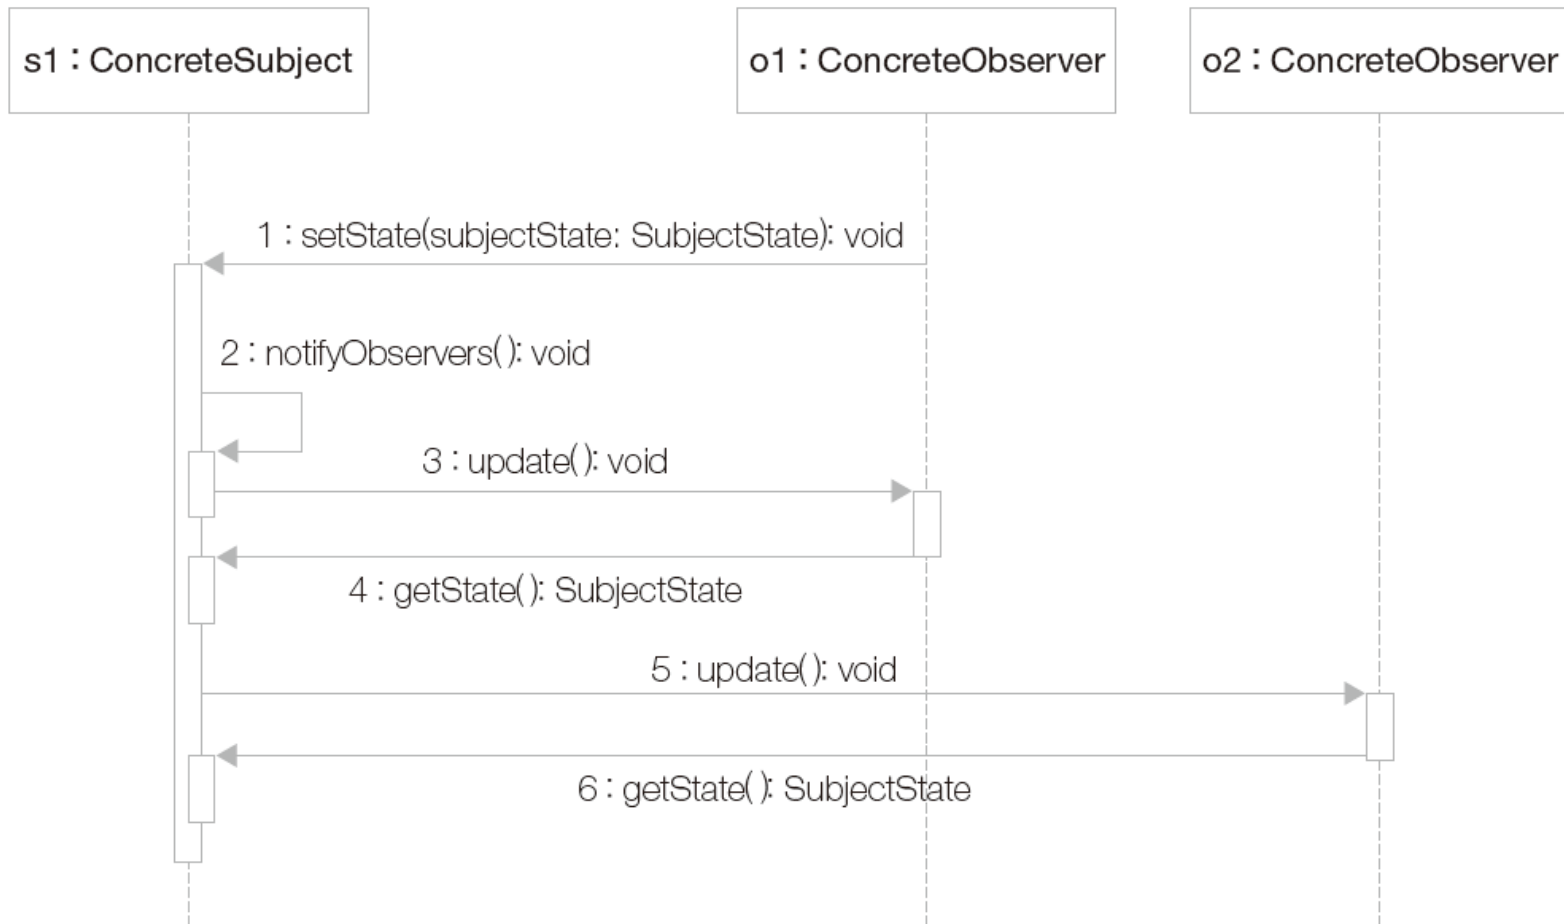 s1 : ConcreteSubject
o1 : ConcreteObserver
o2 : ConcreteObserver
1 : setState(subjectState: SubjectState): void
2 : notifyObservers(): void
3 : update(): void
4 : getState(): SubjectState
5 : update(): void
6 : getState(): SubjectState